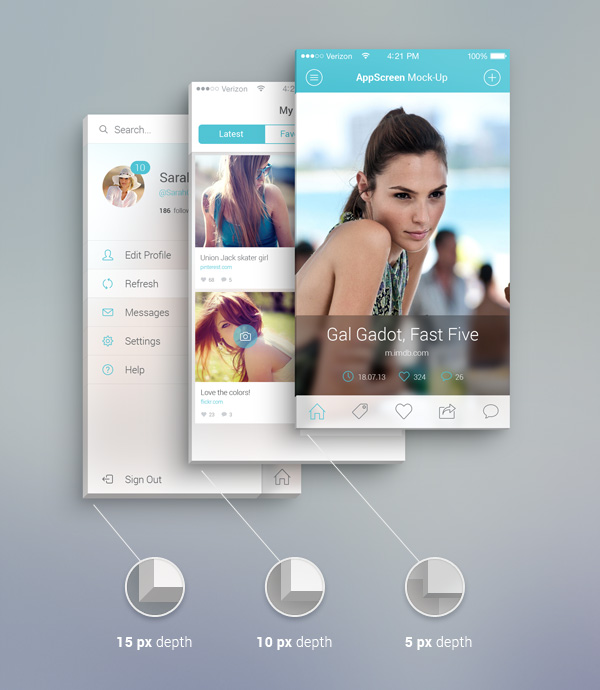 Verizon
4:21 PM
100%
AppScreen Mock-Up
Gal Gadot, Fast Five
m.imdb.com
18.07.13
324
26
Verizon
4:2
My
Latest
Fav
Union Jack skater girl
pinterest.com
68
5
Love the colors!
flickr.com
23
3
Search...
10
Sarah
@Sarah
186 follow
Edit Profile
Refresh
Messages
Settings
Help
Sign Out
15 px depth
10 px depth
5 px depth